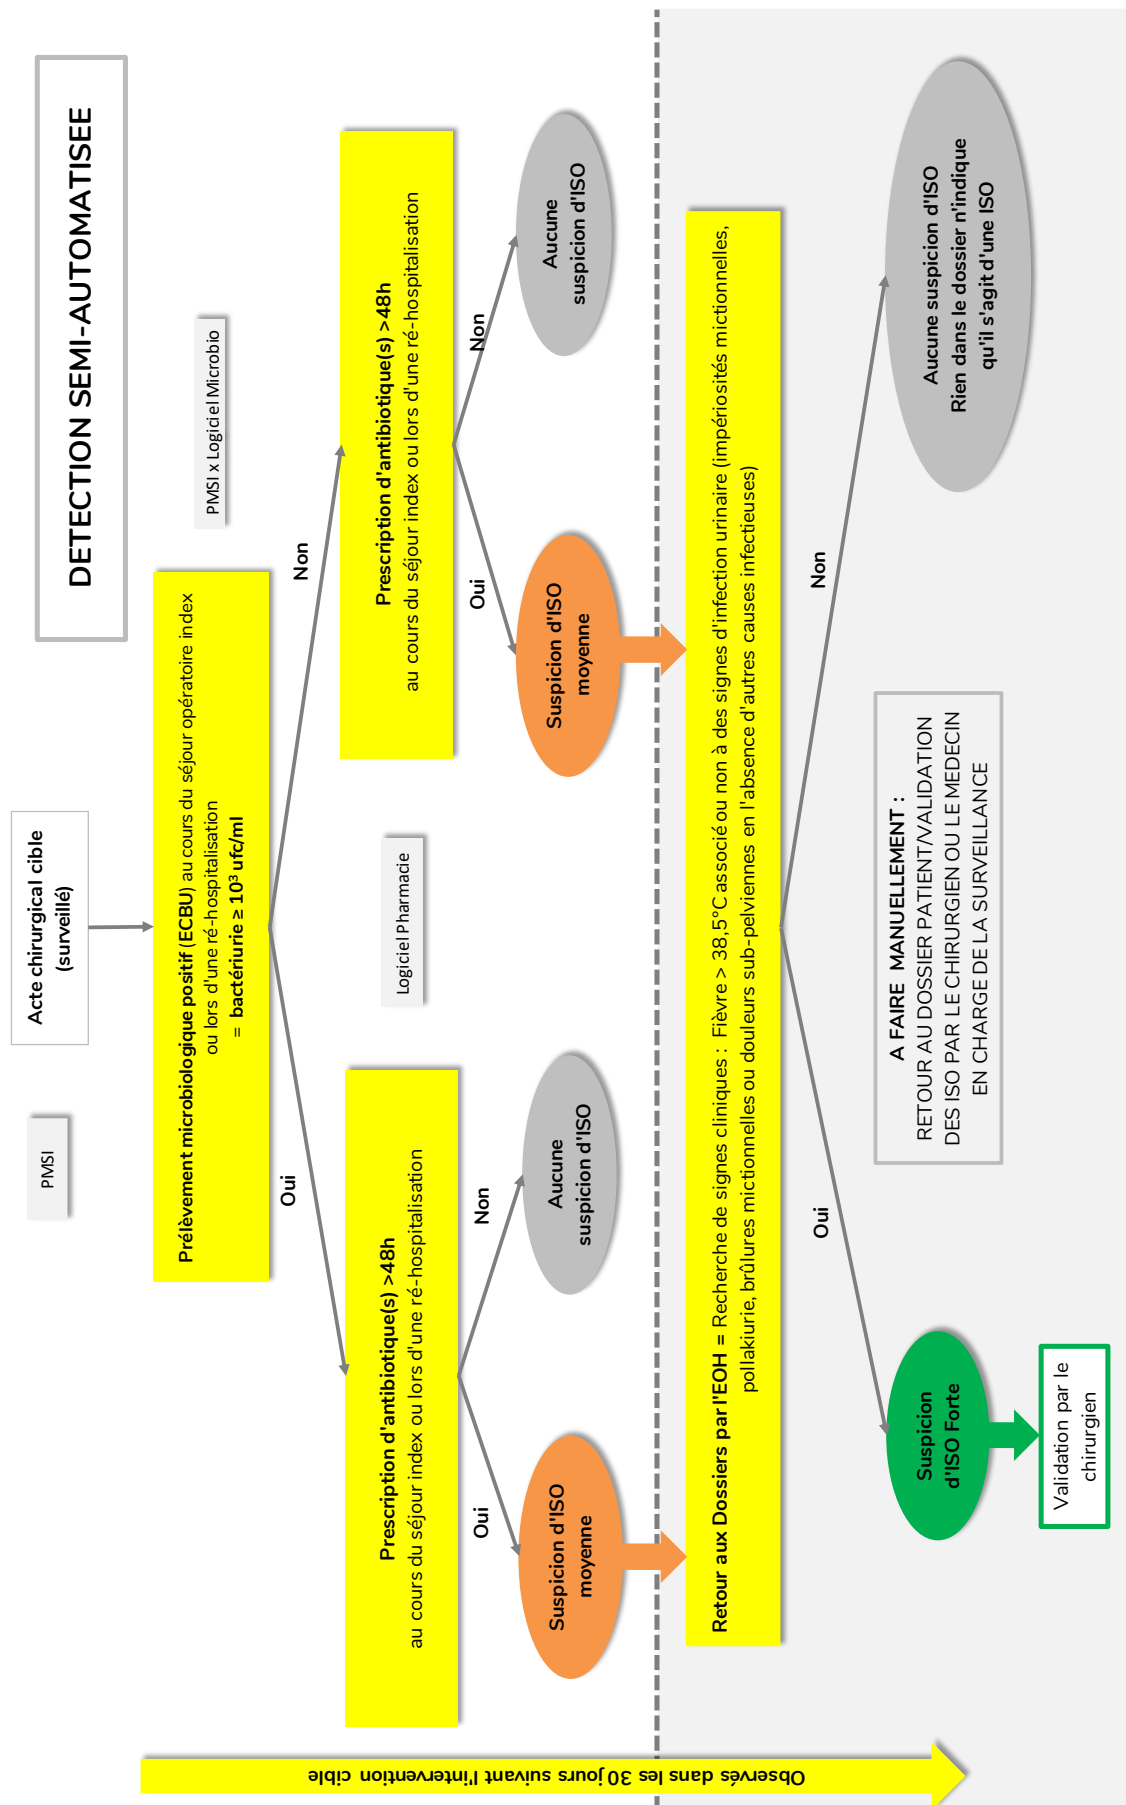 DETECTION SEMI-AUTOMATISEE
PMSI
Acte chirurgical cible
(surveillé)
Prélèvement microbiologique positif (ECBU) au cours du séjour opératoire index
ou lors d'une ré-hospitalisation
= bactériurie ≥ 10³ ufc/ml
PMSI x Logiciel Microbio
Oui
Non
Prescription d'antibiotique(s) >48h
au cours du séjour index ou lors d'une ré-hospitalisation
Logiciel Pharmacie
Prescription d'antibiotique(s) >48h
au cours du séjour index ou lors d'une ré-hospitalisation
Oui
Non
Oui
Non
Suspicion d'ISO
moyenne
Aucune
suspicion d'ISO
Suspicion d'ISO
moyenne
Aucune
suspicion d'ISO
Retour aux Dossiers par l'EOH = Recherche de signes cliniques : Fièvre > 38,5°C associé ou non à des signes d'infection urinaire (impériosités mictionnelles,
pollakiurie, brûlures mictionnelles ou douleurs sub-pelviennes en l'absence d'autres causes infectieuses)
Oui
Non
Suspicion
d'ISO Forte
A FAIRE MANUELLEMENT :
RETOUR AU DOSSIER PATIENT/VALIDATION
DES ISO PAR LE CHIRURGIEN OU LE MEDECIN
EN CHARGE DE LA SURVEILLANCE
Aucune suspicion d'ISO
Rien dans le dossier n'indique
qu'il s'agit d'une ISO
Validation par le
chirurgien
Observés dans les 30 jours suivant l'intervention cible